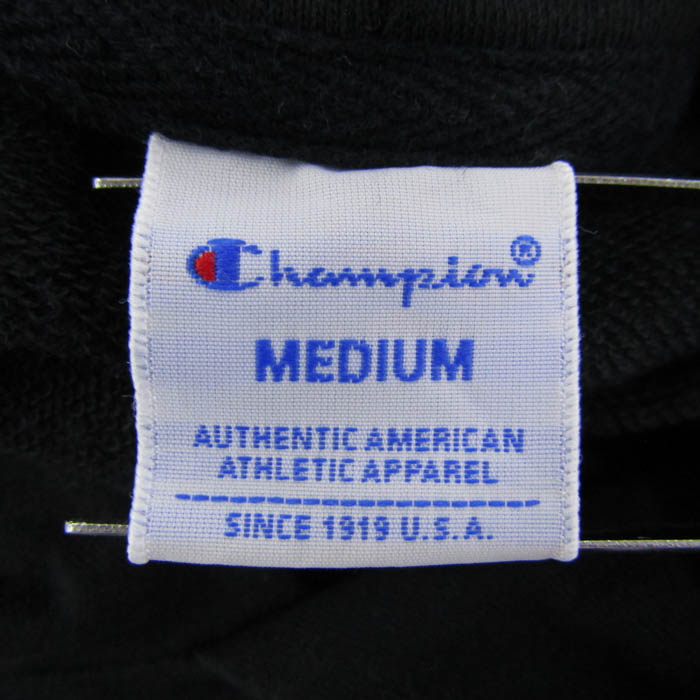 Champion®
MEDIUM
AUTHENTIC AMERICAN
ATHLETIC APPAREL
SINCE 1919 U.S.A.